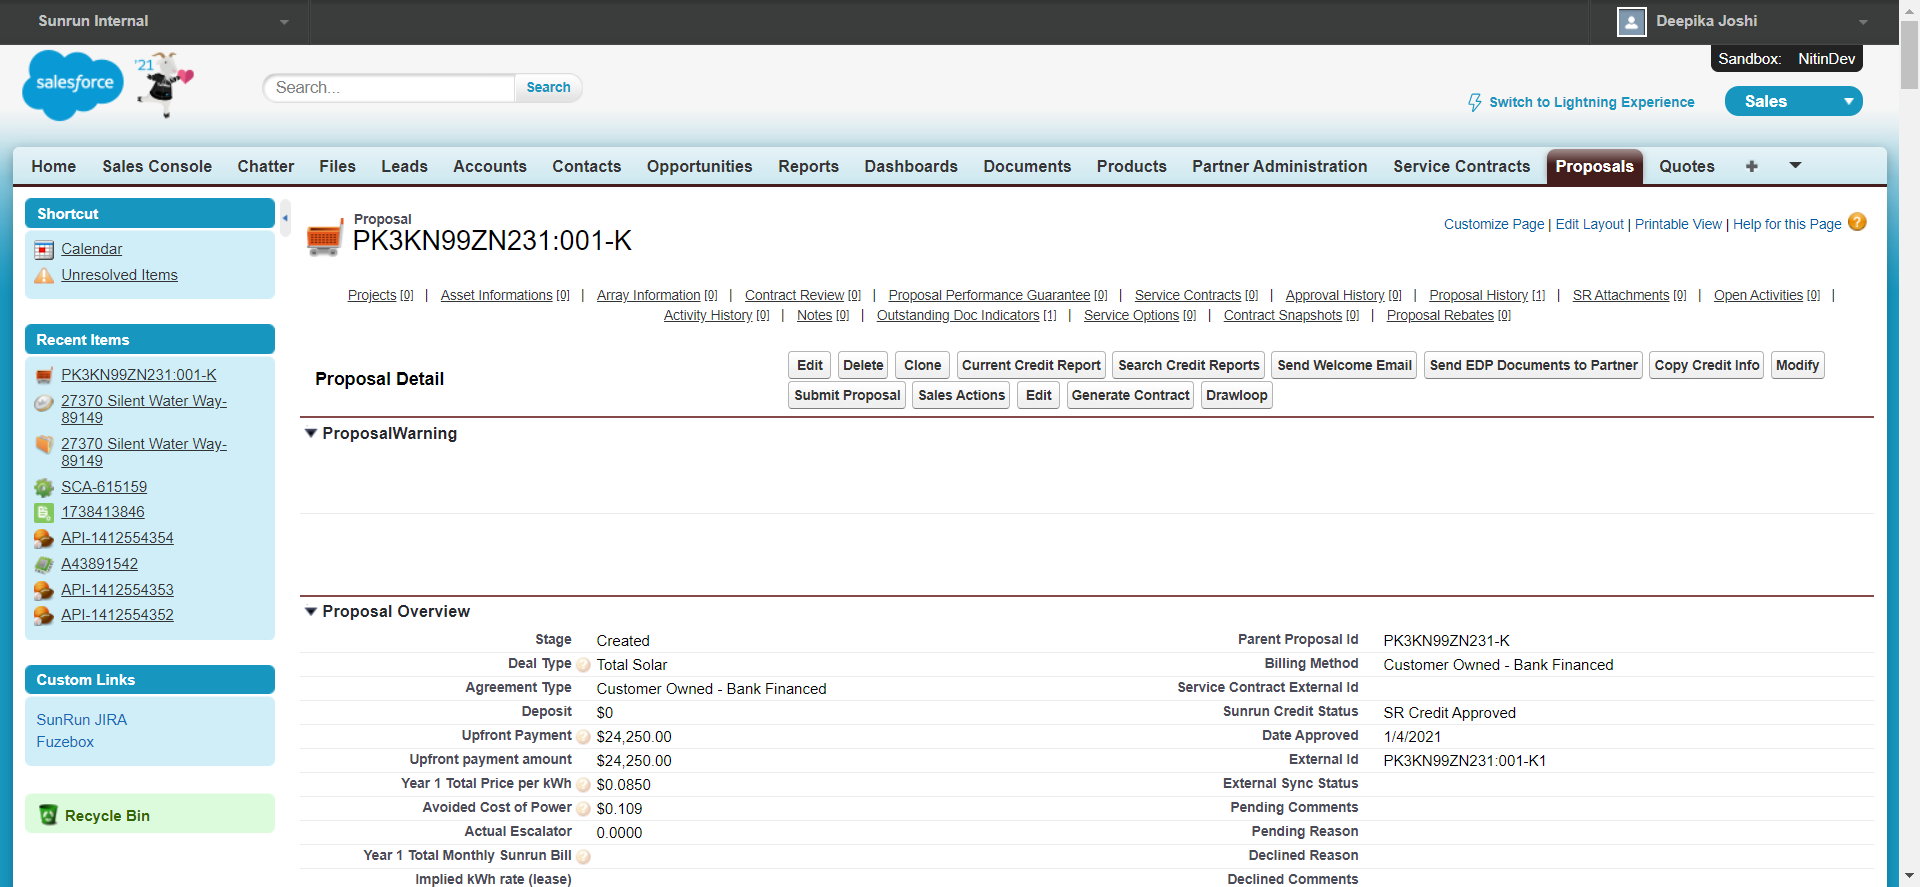 Sunrun Internal
Deepika Joshi
Sandbox: NitinDev
salesforce
'21
Search...
Search
Switch to Lightning Experience
Sales
Home Sales Console Chatter Files Leads Accounts Contacts Opportunities Reports Dashboards Documents Products Partner Administration Service Contracts Proposals Quotes +
Shortcut
Calendar
Unresolved Items
Recent Items
PK3KN99ZN231:001-K
27370 Silent Water Way-
89149
27370 Silent Water Way-
89149
SCA-615159
1738413846
API-1412554354
A43891542
API-1412554353
API-1412554352
Custom Links
SunRun JIRA
Fuzebox
Recycle Bin
Proposal
PK3KN99ZN231:001-K
Customize Page | Edit Layout | Printable View | Help for this Page ?
Projects [0] | Asset Informations [0] | Array Information [0] | Contract Review [0] | Proposal Performance Guarantee [0] | Service Contracts [0] | Approval History [0] | Proposal History [1] | SR Attachments [0] | Open Activities [0] |
Activity History [0] | Notes [0] | Outstanding Doc Indicators [1] | Service Options [0] | Contract Snapshots [0] | Proposal Rebates [0]
Proposal Detail
Edit Delete Clone Current Credit Report Search Credit Reports Send Welcome Email Send EDP Documents to Partner Copy Credit Info Modify
Submit Proposal Sales Actions Edit Generate Contract Drawloop
ProposalWarning
Proposal Overview
Stage Created Parent Proposal Id PK3KN99ZN231-K
Deal Type ? Total Solar Billing Method Customer Owned - Bank Financed
Agreement Type Customer Owned - Bank Financed Service Contract External Id
Deposit $0 Sunrun Credit Status SR Credit Approved
Upfront Payment ? $24,250.00 Date Approved 1/4/2021
Upfront payment amount $24,250.00 External Id PK3KN99ZN231:001-K1
Year 1 Total Price per kWh ? $0.0850 External Sync Status
Avoided Cost of Power ? $0.109 Pending Comments
Actual Escalator 0.0000 Pending Reason
Year 1 Total Monthly Sunrun Bill ? Declined Reason
Implied kWh rate (lease) Declined Comments